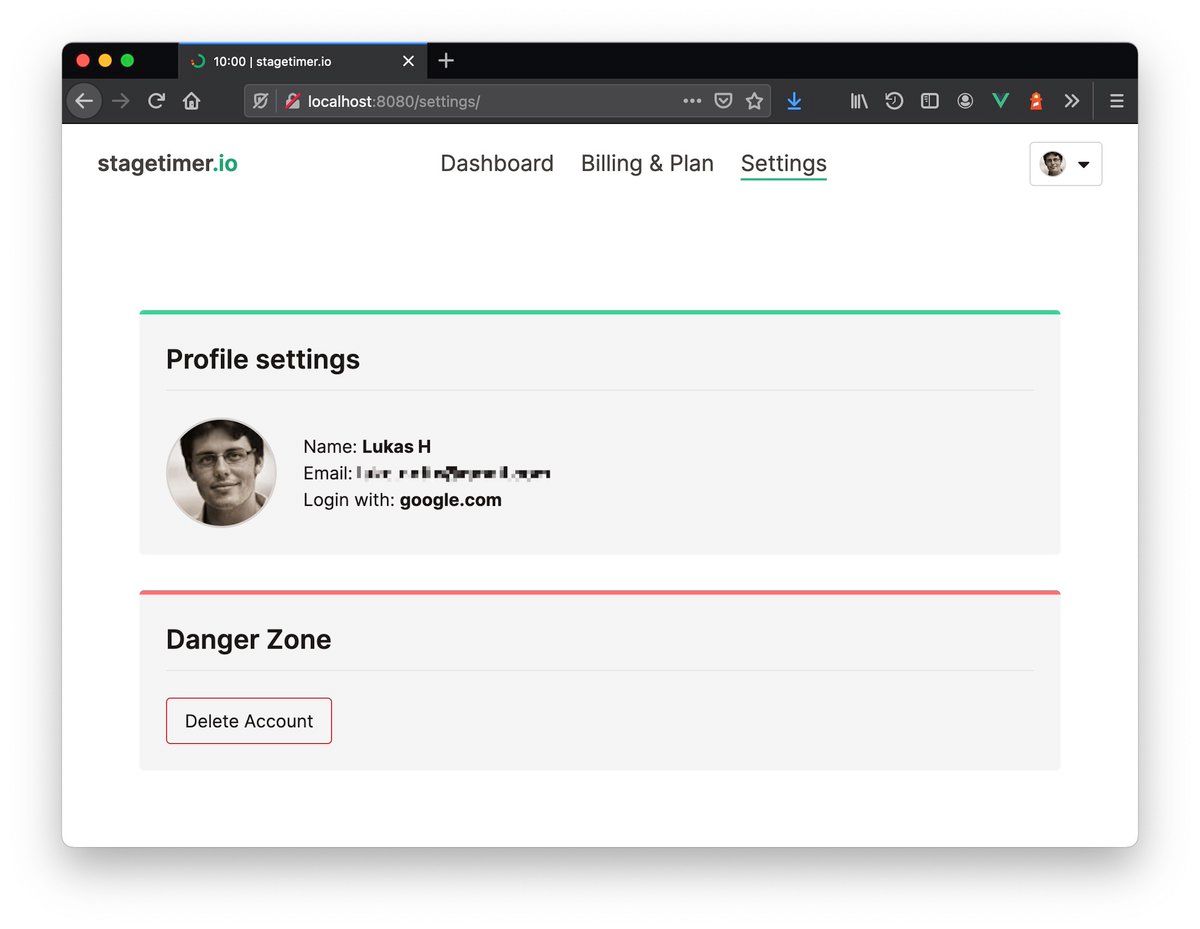 10:00 | stagetimer.io
localhost:8080/settings/
stagetimer.io
Dashboard
Billing & Plan
Settings
Profile settings
Name: Lukas H
Email:
Login with: google.com
Danger Zone
Delete Account